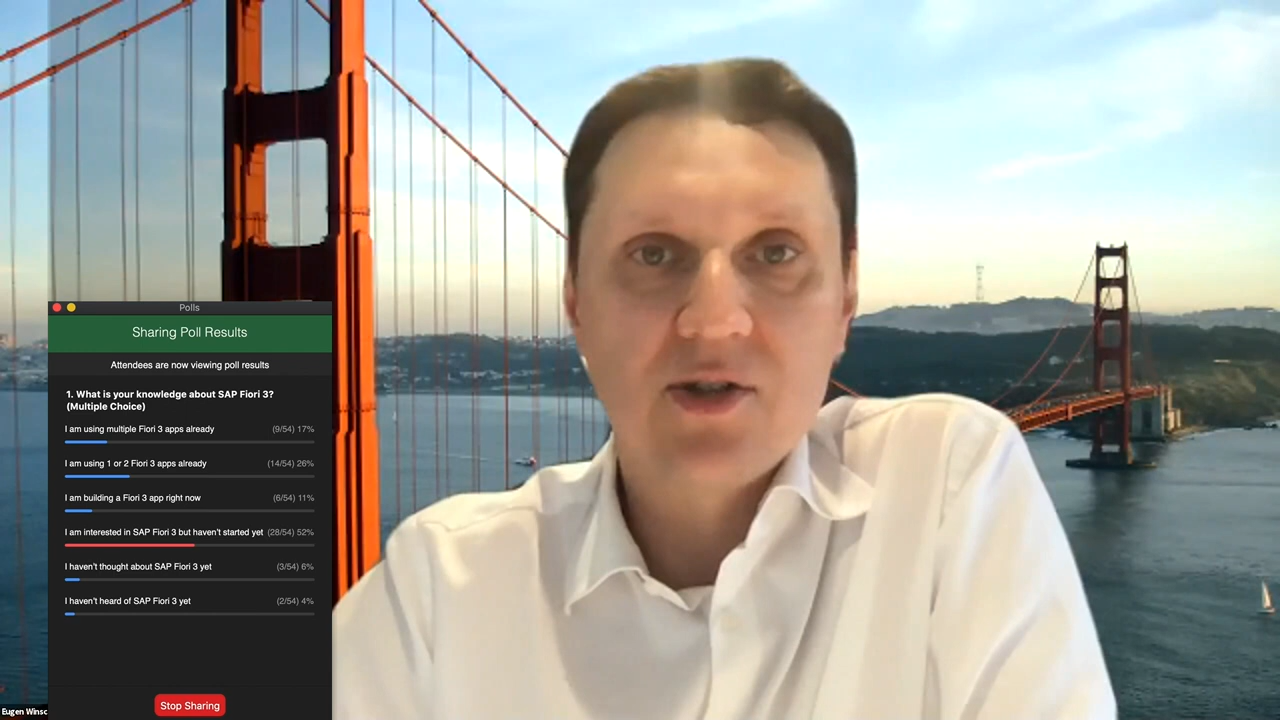 Polls
Sharing Poll Results
Attendees are now viewing poll results
1. What is your knowledge about SAP Fiori 3?
(Multiple Choice)
I am using multiple Fiori 3 apps already (9/54) 17%
I am using 1 or 2 Fiori 3 apps already (14/54) 26%
I am building a Fiori 3 app right now (6/54) 11%
I am interested in SAP Fiori 3 but haven't started yet (28/54) 52%
I haven't thought about SAP Fiori 3 yet (3/54) 6%
I haven't heard of SAP Fiori 3 yet (2/54) 4%
Stop Sharing
Eugen Winsc